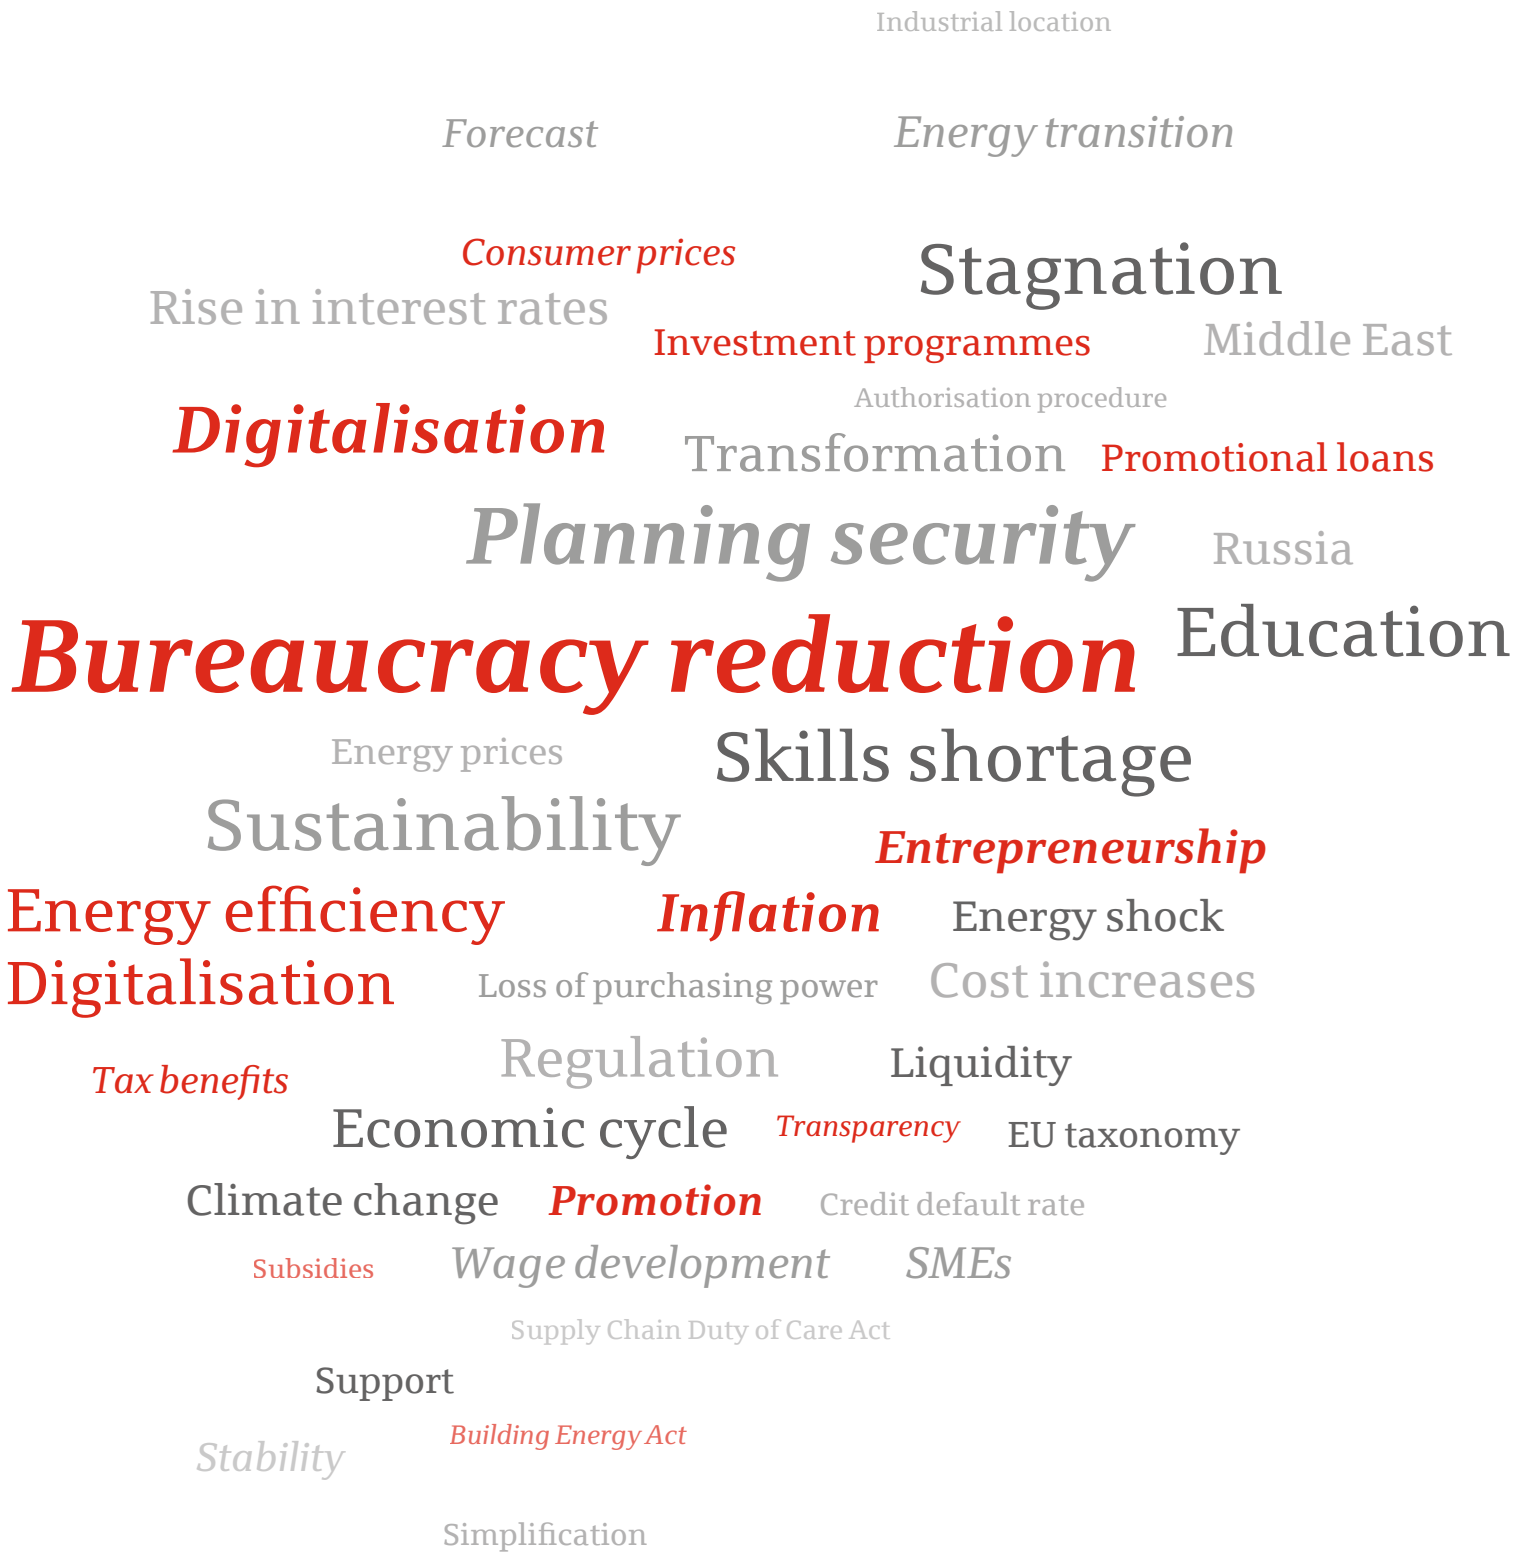 Industrial location
Forecast
Energy transition
Consumer prices
Stagnation
Rise in interest rates
Investment programmes
Middle East
Authorisation procedure
Digitalisation
Transformation
Promotional loans
Planning security
Russia
Bureaucracy reduction
Education
Energy prices
Skills shortage
Sustainability
Entrepreneurship
Energy efficiency
Inflation
Energy shock
Digitalisation
Loss of purchasing power
Cost increases
Regulation
Liquidity
Tax benefits
Economic cycle
Transparency
EU taxonomy
Climate change
Promotion
Credit default rate
Subsidies
Wage development
SMEs
Supply Chain Duty of Care Act
Support
Building Energy Act
Stability
Simplification